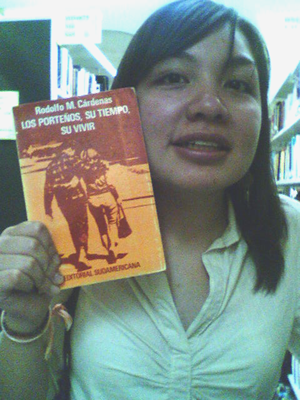 Rodolfo M. Cárdenas
LOS PORTEÑOS, SU TIEMPO,
SU VIVIR
EDITORIAL SUDAMERICANA